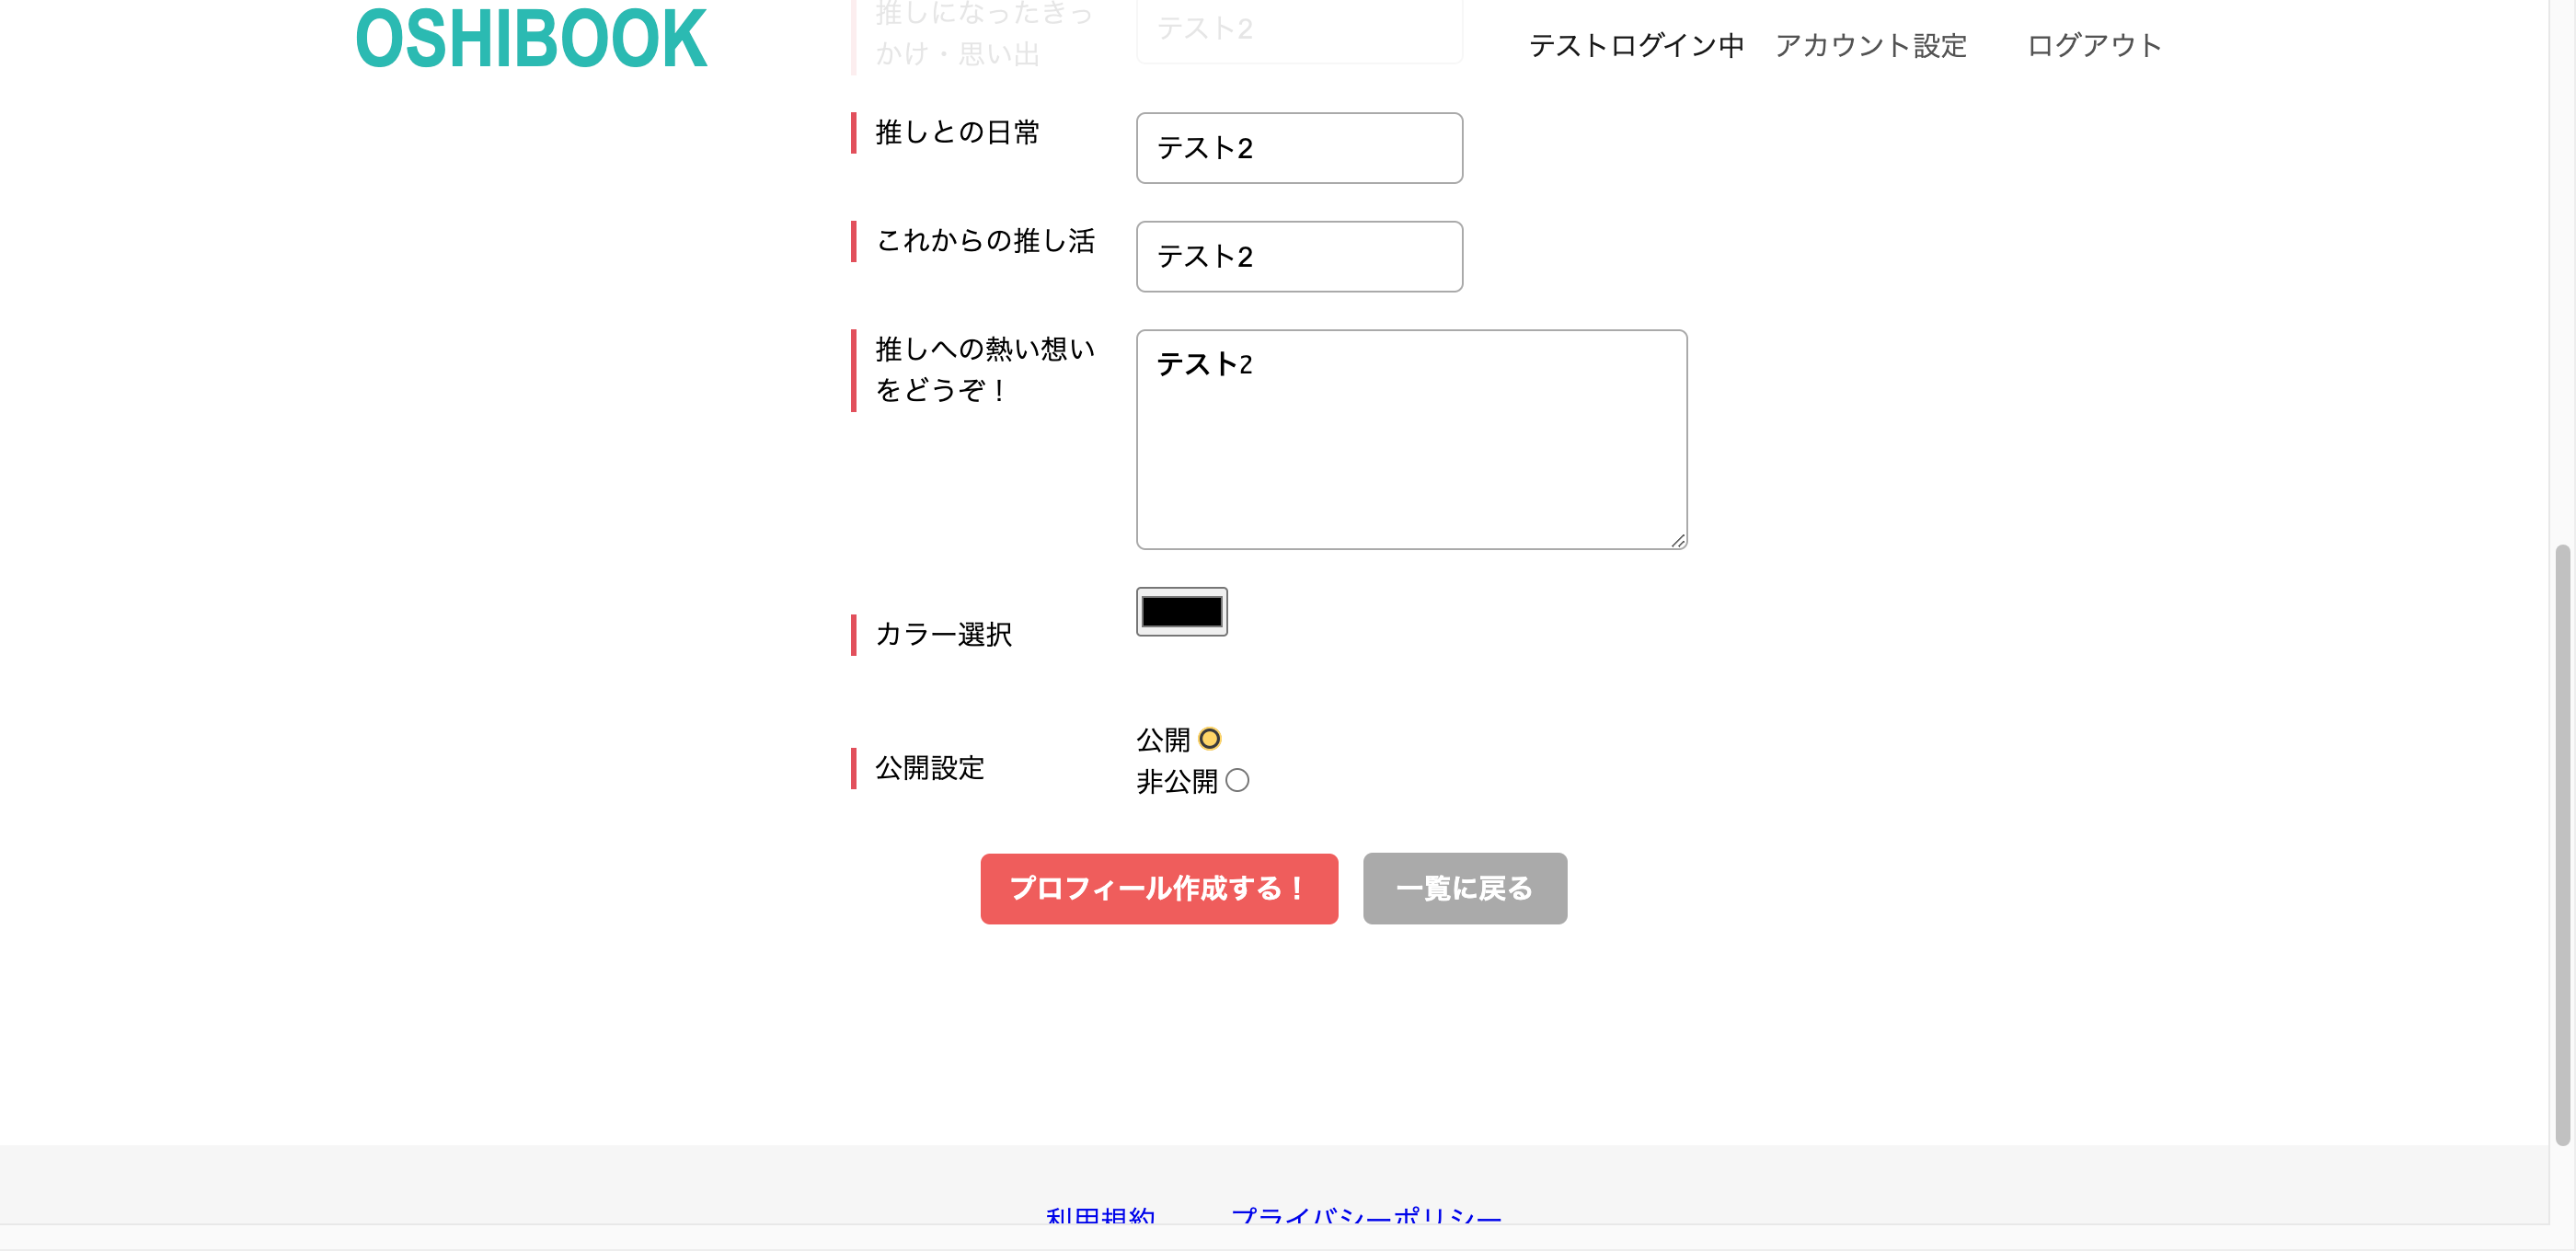 OSHIBOOK
テストログイン中 アカウント設定 ログアウト
推しになったきっ
かけ・思い出
テスト2
推しとの日常
テスト2
これからの推し活
テスト2
推しへの熱い想い
をどうぞ！
テスト2
カラー選択
公開設定
公開
非公開
プロフィール作成する！ 一覧に戻る
利用規約 プライバシーポリシー